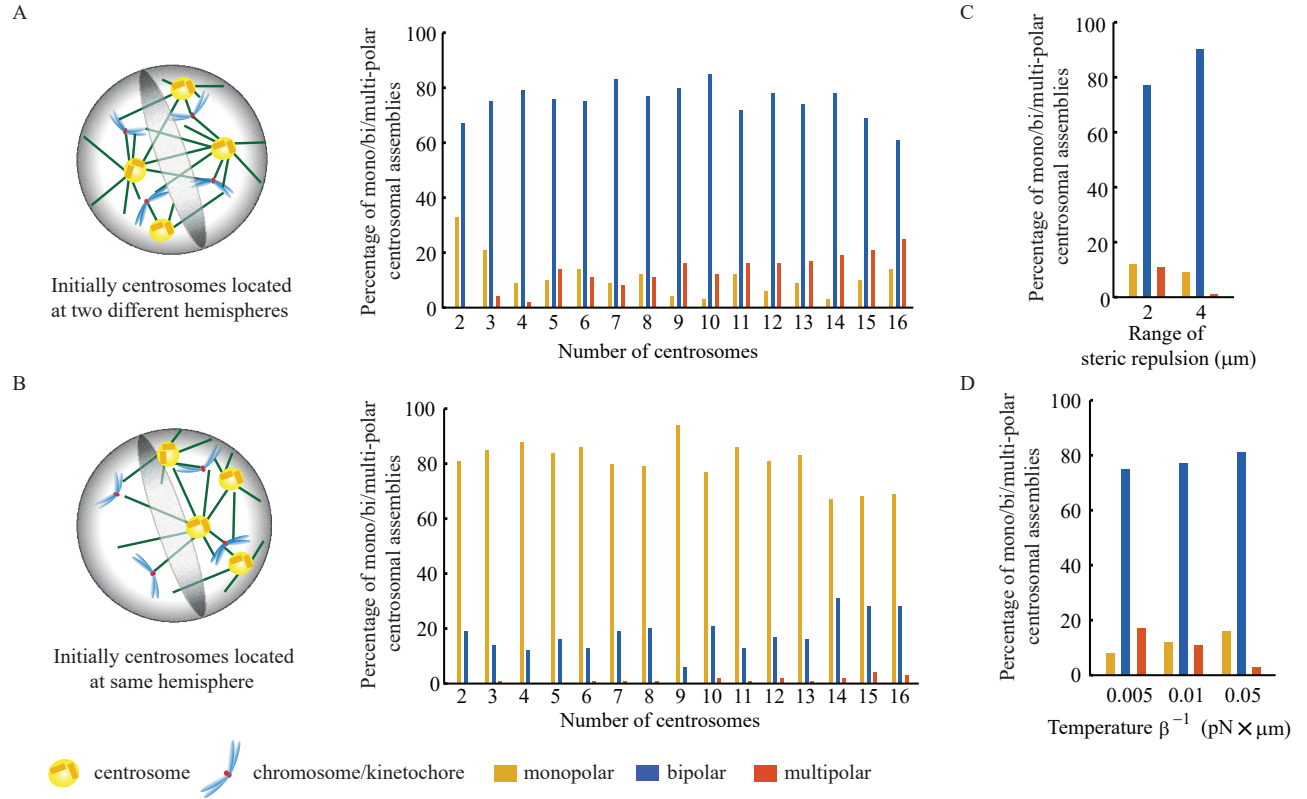 A
Initially centrosomes located
at two different hemispheres
Percentage of mono/bi/multi-polar
centrosomal assemblies
100
80
60
40
20
0
2 3 4 5 6 7 8 9 10 11 12 13 14 15 16
Number of centrosomes
B
Initially centrosomes located
at same hemisphere
Percentage of mono/bi/multi-polar
centrosomal assemblies
100
80
60
40
20
0
2 3 4 5 6 7 8 9 10 11 12 13 14 15 16
Number of centrosomes
C
Percentage of mono/bi/multi-polar
centrosomal assemblies
100
80
60
40
20
0
2 4
Range of
steric repulsion (μm)
D
Percentage of mono/bi/multi-polar
centrosomal assemblies
100
80
60
40
20
0
0.005 0.01 0.05
Temperature β⁻¹ (pN × μm)
centrosome chromosome/kinetochore monopolar bipolar multipolar